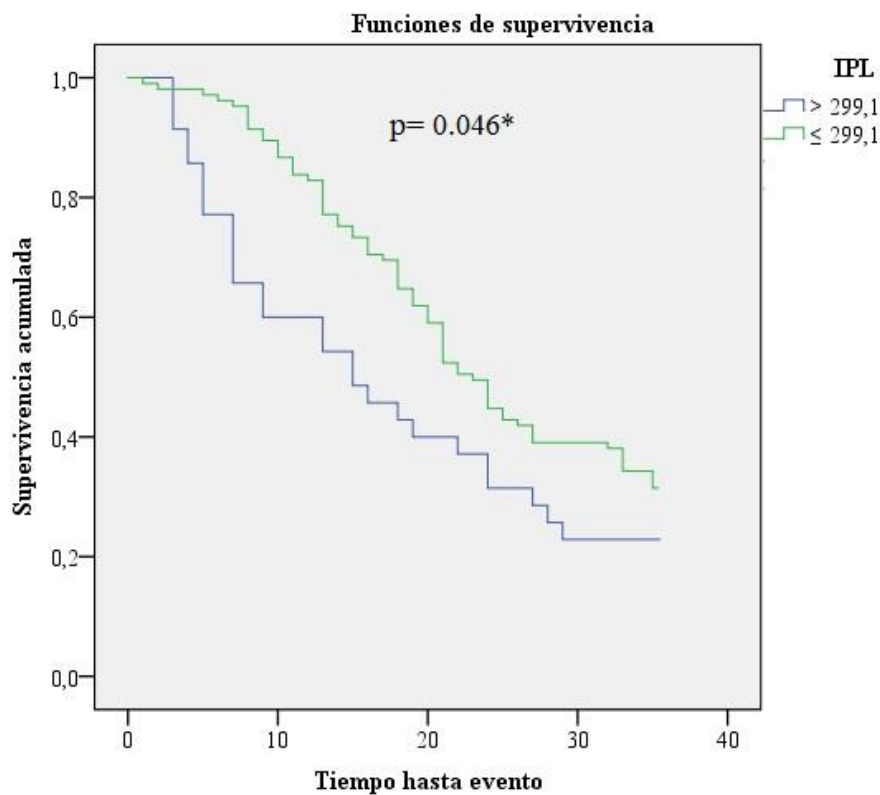 Funciones de supervivencia
IPL
> 299,1
≤ 299,1
p= 0.046*
Supervivencia acumulada
1,0
0,8
0,6
0,4
0,2
0,0
0 10 20 30 40
Tiempo hasta evento